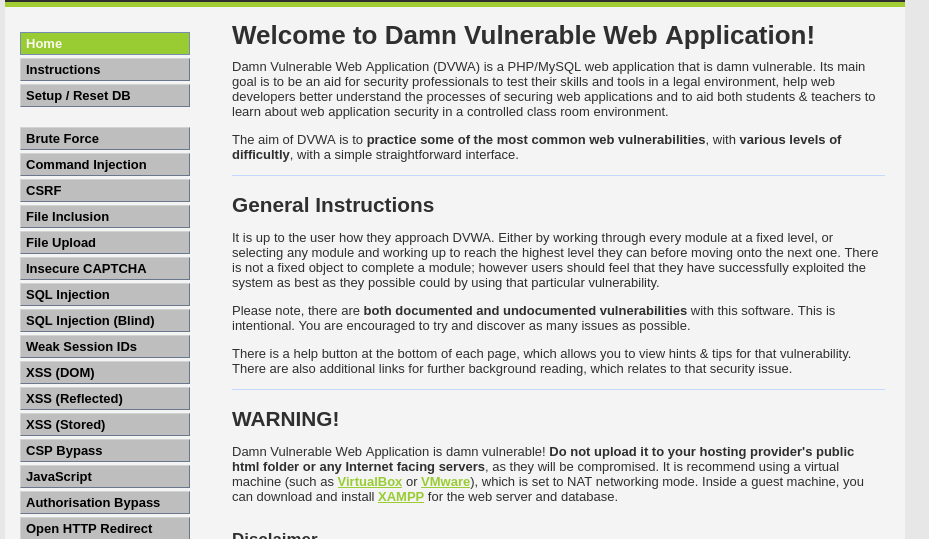 Home
Instructions
Setup / Reset DB
Brute Force
Command Injection
CSRF
File Inclusion
File Upload
Insecure CAPTCHA
SQL Injection
SQL Injection (Blind)
Weak Session IDs
XSS (DOM)
XSS (Reflected)
XSS (Stored)
CSP Bypass
JavaScript
Authorisation Bypass
Open HTTP Redirect
Welcome to Damn Vulnerable Web Application!
Damn Vulnerable Web Application (DVWA) is a PHP/MySQL web application that is damn vulnerable. Its main
goal is to be an aid for security professionals to test their skills and tools in a legal environment, help web
developers better understand the processes of securing web applications and to aid both students & teachers to
learn about web application security in a controlled class room environment.
The aim of DVWA is to practice some of the most common web vulnerabilities, with various levels of
difficultly, with a simple straightforward interface.
General Instructions
It is up to the user how they approach DVWA. Either by working through every module at a fixed level, or
selecting any module and working up to reach the highest level they can before moving onto the next one. There
is not a fixed object to complete a module; however users should feel that they have successfully exploited the
system as best as they possible could by using that particular vulnerability.
Please note, there are both documented and undocumented vulnerabilities with this software. This is
intentional. You are encouraged to try and discover as many issues as possible.
There is a help button at the bottom of each page, which allows you to view hints & tips for that vulnerability.
There are also additional links for further background reading, which relates to that security issue.
WARNING!
Damn Vulnerable Web Application is damn vulnerable! Do not upload it to your hosting provider's public
html folder or any Internet facing servers, as they will be compromised. It is recommend using a virtual
machine (such as VirtualBox or VMware), which is set to NAT networking mode. Inside a guest machine, you
can download and install XAMPP for the web server and database.
Disclaimer